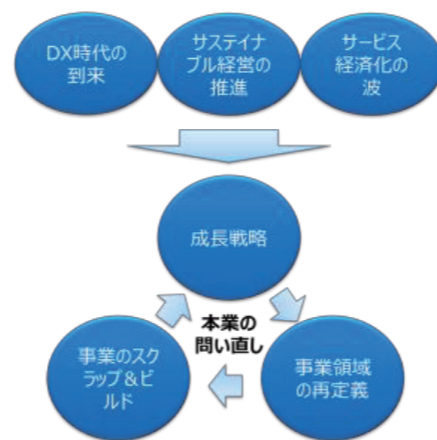 DX時代の
到来
サステイナ
ブル経営の
推進
サービス
経済化の
波
成長戦略
本業の
問い直し
事業のスク
ラップ＆ビ
ルド
事業領域
の再定義